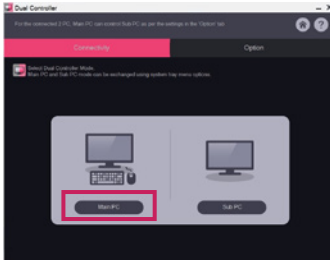 Dual Controller
For the connected 2 PC, Main PC can control Sub PC as per the settings in the 'Option' tab
Connectivity
Option
Select Dual Controller Mode.
Main PC and Sub PC mode can be exchanged using system tray menu options.
Main PC
Sub PC